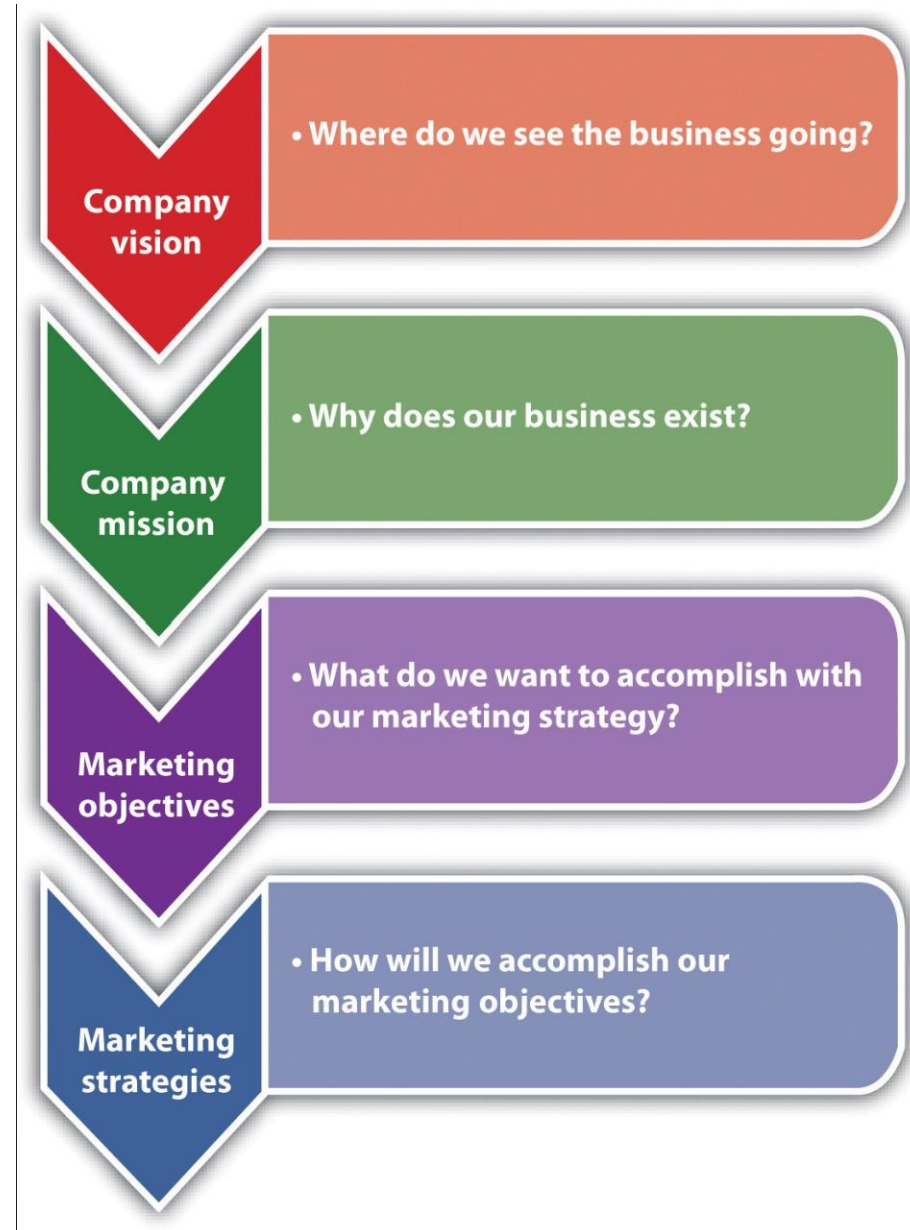 Company
vision
• Where do we see the business going?
Company
mission
• Why does our business exist?
Marketing
objectives
• What do we want to accomplish with
our marketing strategy?
Marketing
strategies
• How will we accomplish our
marketing objectives?